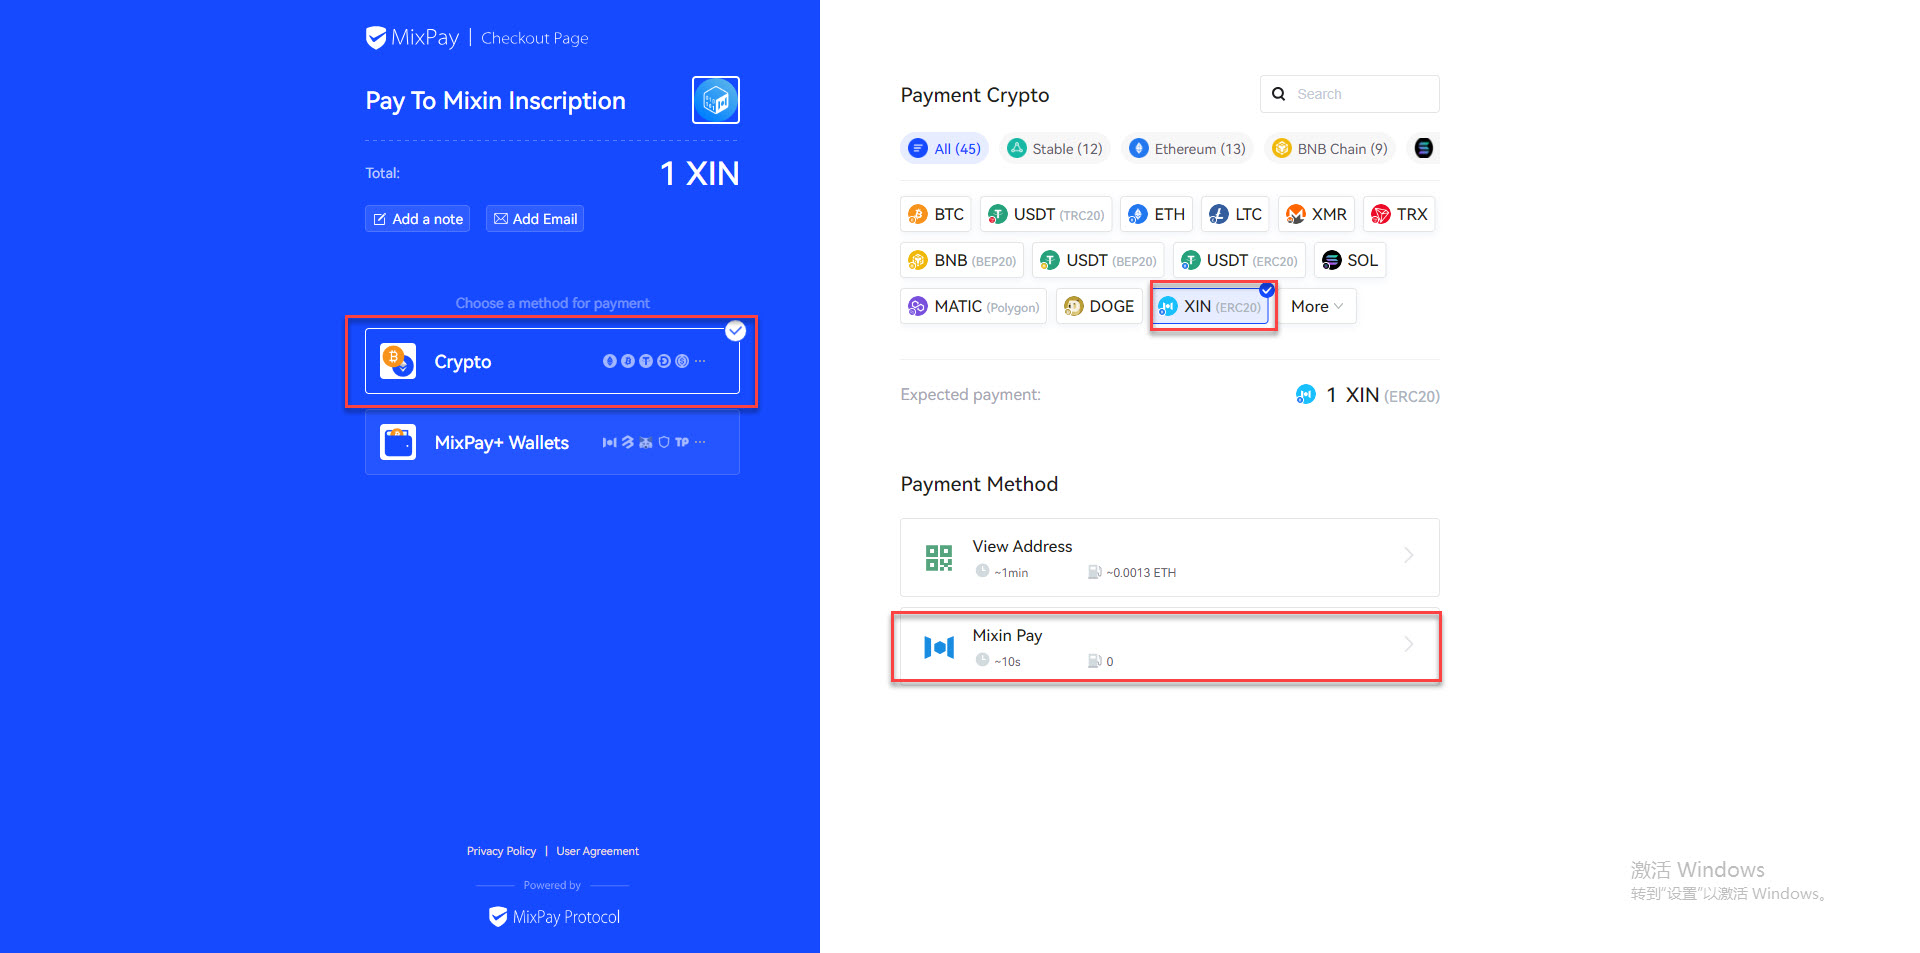 MixPay | Checkout Page
Pay To Mixin Inscription
Total:
1 XIN
Add a note
Add Email
Choose a method for payment
Crypto
MixPay+ Wallets
TP
Privacy Policy | User Agreement
Powered by
MixPay Protocol
Payment Crypto
Search
All (45)
Stable (12)
Ethereum (13)
BNB Chain (9)
BTC
USDT (TRC20)
ETH
LTC
XMR
TRX
BNB (BEP20)
USDT (BEP20)
USDT (ERC20)
SOL
MATIC (Polygon)
DOGE
XIN (ERC20)
More
Expected payment:
1 XIN (ERC20)
Payment Method
View Address
~1min
~0.0013 ETH
Mixin Pay
~10s
0
激活 Windows
转到“设置”以激活 Windows。